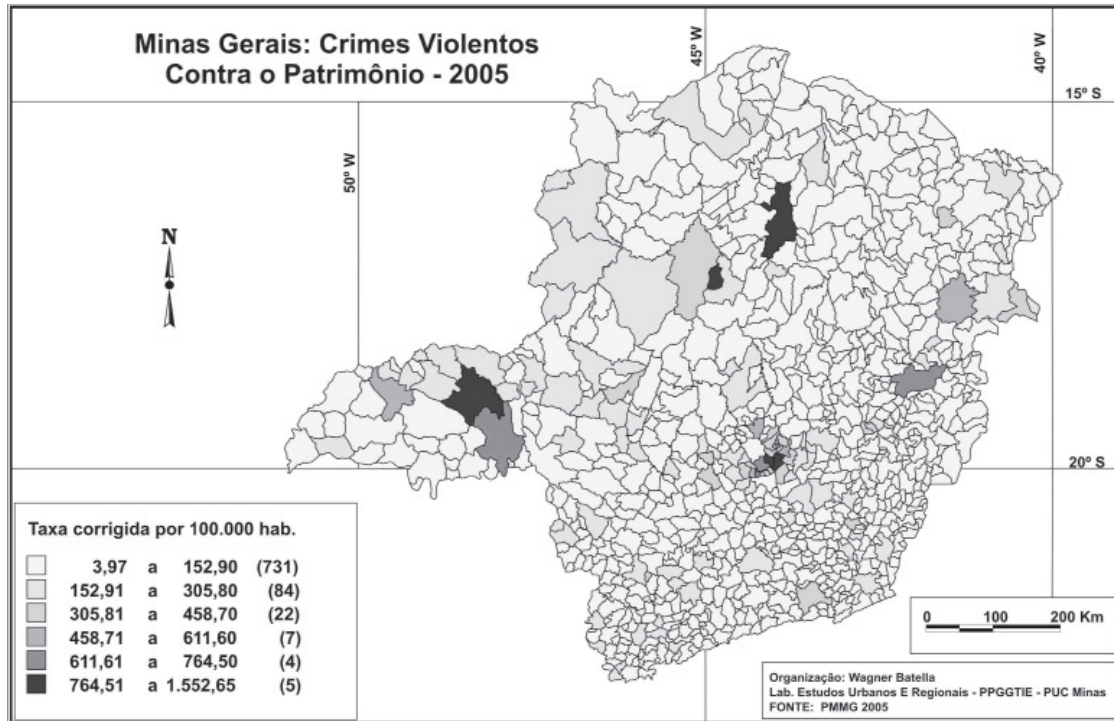 Minas Gerais: Crimes Violentos
Contra o Patrimônio - 2005
45º W
40º W
15º S
50º W
N
20º S
Taxa corrigida por 100.000 hab.
3,97 a 152,90 (731)
152,91 a 305,80 (84)
305,81 a 458,70 (22)
458,71 a 611,60 (7)
611,61 a 764,50 (4)
764,51 a 1.552,65 (5)
0 100 200 Km
Organização: Wagner Batella
Lab. Estudos Urbanos E Regionais - PPGGTIE - PUC Minas
FONTE: PMMG 2005